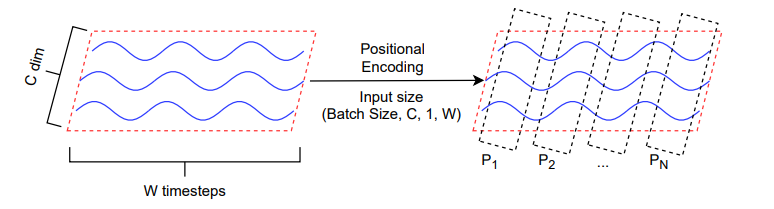 C dim
W timesteps
Positional
Encoding
Input size
(Batch Size, C, 1, W)
P1
P2
...
PN